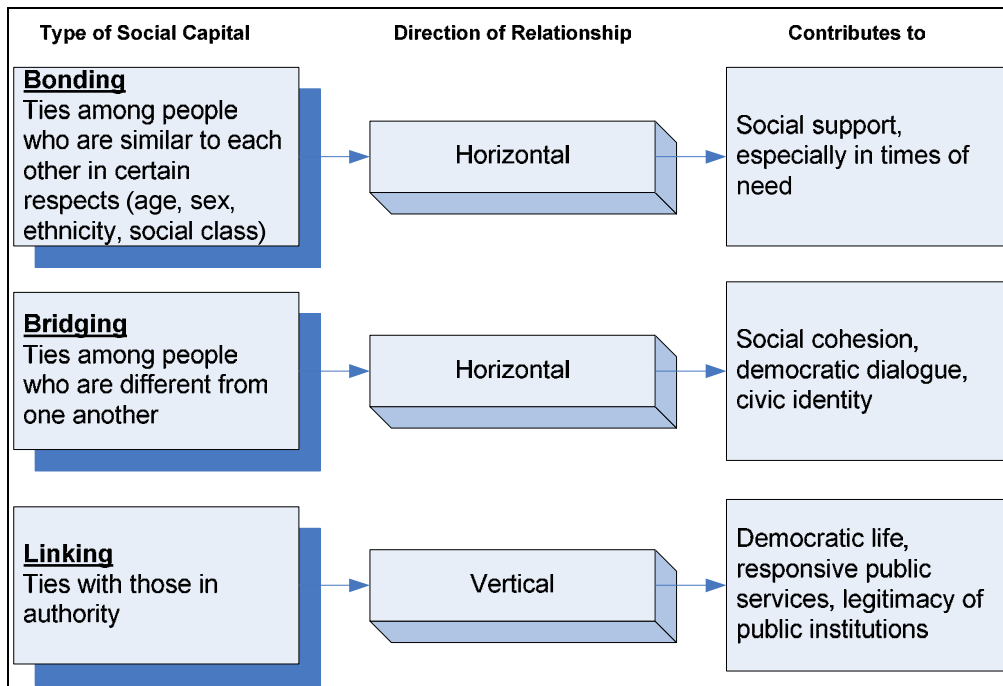 Type of Social Capital
Direction of Relationship
Contributes to
Bonding
Ties among people
who are similar to each
other in certain
respects (age, sex,
ethnicity, social class)
Horizontal
Social support,
especially in times of
need
Bridging
Ties among people
who are different from
one another
Horizontal
Social cohesion,
democratic dialogue,
civic identity
Linking
Ties with those in
authority
Vertical
Democratic life,
responsive public
services, legitimacy of
public institutions